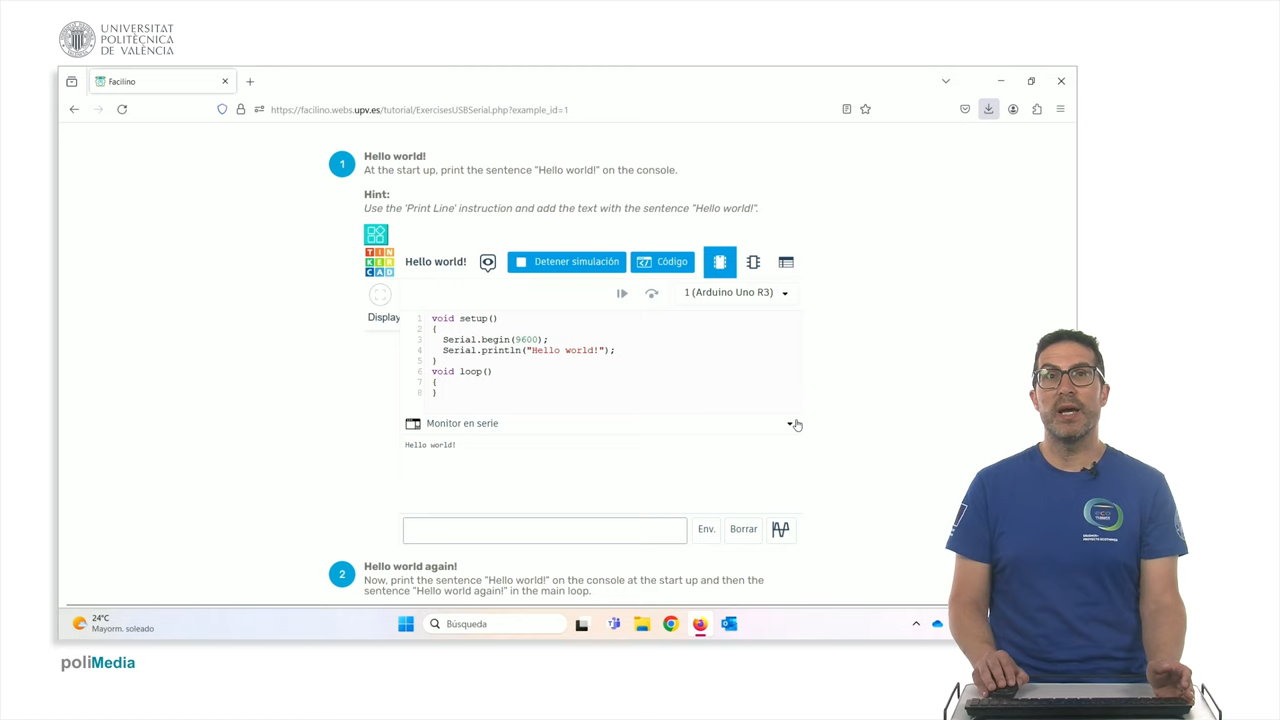 UNIVERSITAT
POLITÈCNICA
DE VALÈNCIA
Facilino
https://facilino.webs.upv.es/tutorial/ExercisesUSBSerial.php?example_id=1
1
Hello world!
At the start up, print the sentence "Hello world!" on the console.
Hint:
Use the 'Print Line' instruction and add the text with the sentence "Hello world!".
TIN
KER
CAD
Hello world!
Detener simulación
Código
Display
1 (Arduino Uno R3)
1 void setup()
2 {
3 Serial.begin(9600);
4 Serial.println("Hello world!");
5 }
6 void loop()
7 {
8 }
Monitor en serie
Hello world!
Env.
Borrar
2
Hello world again!
Now, print the sentence "Hello world!" on the console at the start up and then the
sentence "Hello world again!" in the main loop.
24°C
Mayorm. soleado
Búsqueda
poliMedia